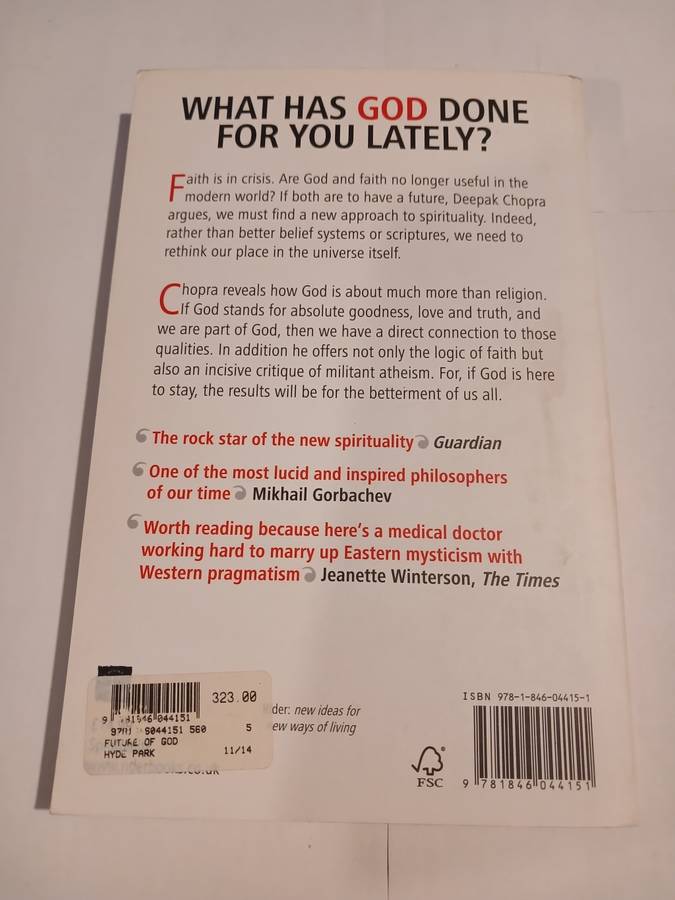 WHAT HAS GOD DONE
FOR YOU LATELY?
Faith is in crisis. Are God and faith no longer useful in the
modern world? If both are to have a future, Deepak Chopra
argues, we must find a new approach to spirituality. Indeed,
rather than better belief systems or scriptures, we need to
rethink our place in the universe itself.
Chopra reveals how God is about much more than religion.
If God stands for absolute goodness, love and truth, and
we are part of God, then we have a direct connection to those
qualities. In addition he offers not only the logic of faith but
also an incisive critique of militant atheism. For, if God is here
to stay, the results will be for the betterment of us all.
‘The rock star of the new spirituality’ Guardian
‘One of the most lucid and inspired philosophers
of our time’ Mikhail Gorbachev
‘Worth reading because here's a medical doctor
working hard to marry up Eastern mysticism with
Western pragmatism’ Jeanette Winterson, The Times
323.00
044151
6044151 560 5
FUTURE OF GOD
HYDE PARK 11/14
der: new ideas for
ew ways of living
.co.uk
FSC
ISBN 978-1-846-04415-1
9 781846 044151